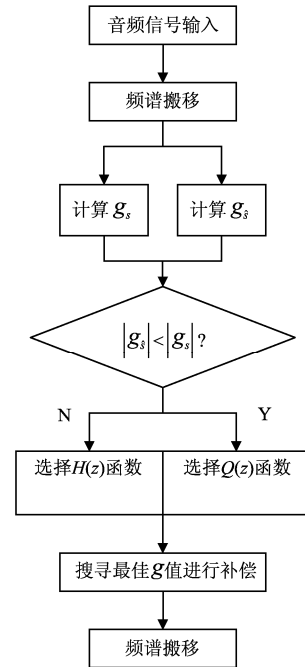 音频信号输入
频谱搬移
计算 gₛ
计算 g_ŝ
|g_ŝ| < |gₛ| ?
N
Y
选择H(z)函数
选择Q(z)函数
搜寻最佳g值进行补偿
频谱搬移